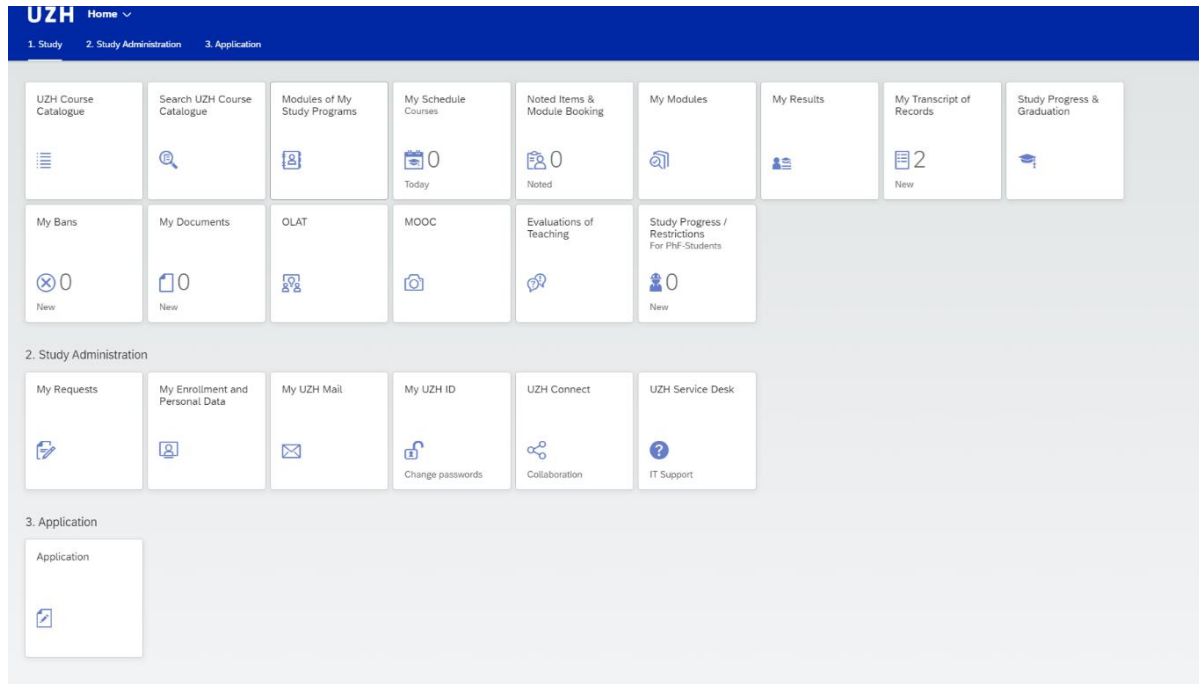 UZH Home
1. Study 2. Study Administration 3. Application
UZH Course
Catalogue
Search UZH Course
Catalogue
Modules of My
Study Programs
My Schedule
Courses
0
Today
Noted Items &
Module Booking
0
Noted
My Modules
My Results
My Transcript of
Records
2
New
Study Progress &
Graduation
My Bans
0
New
My Documents
0
New
OLAT
MOOC
Evaluations of
Teaching
Study Progress /
Restrictions
For PhF-Students
0
New
2. Study Administration
My Requests
My Enrollment and
Personal Data
My UZH Mail
My UZH ID
Change passwords
UZH Connect
Collaboration
UZH Service Desk
IT Support
3. Application
Application